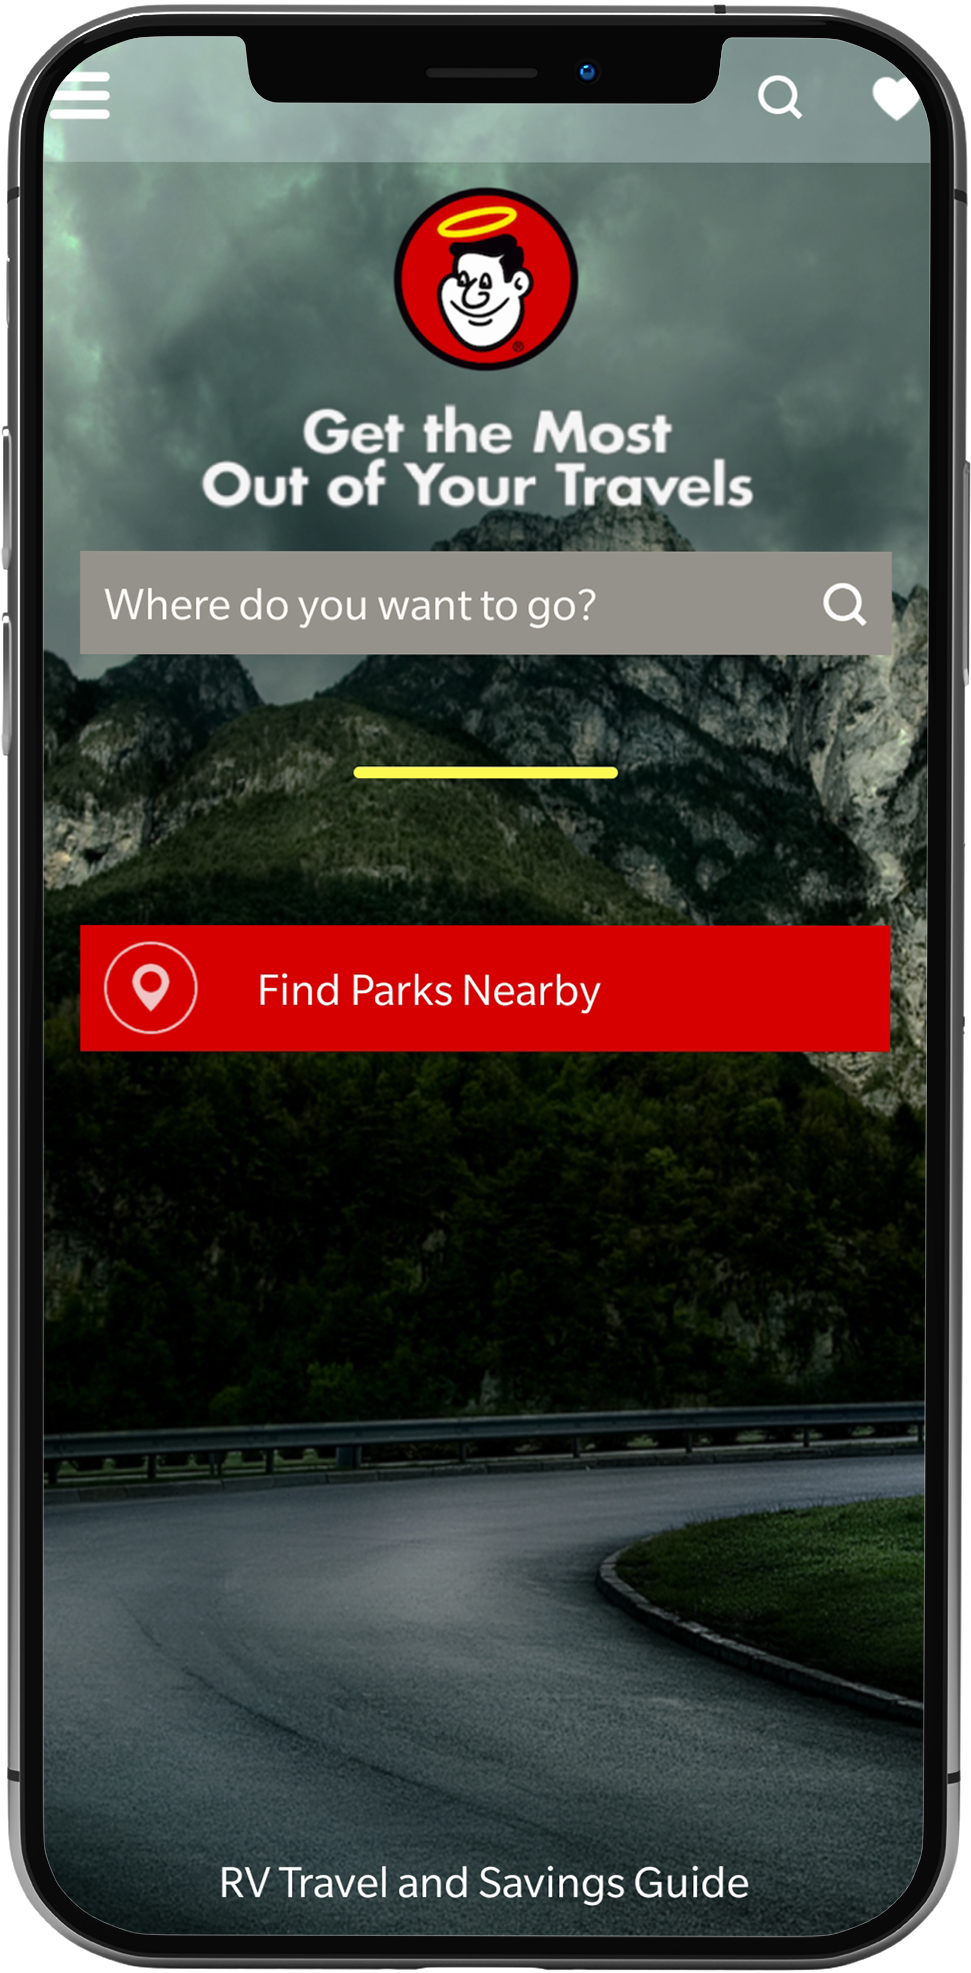 ®
Get the Most
Out of Your Travels
Where do you want to go?
Find Parks Nearby
RV Travel and Savings Guide